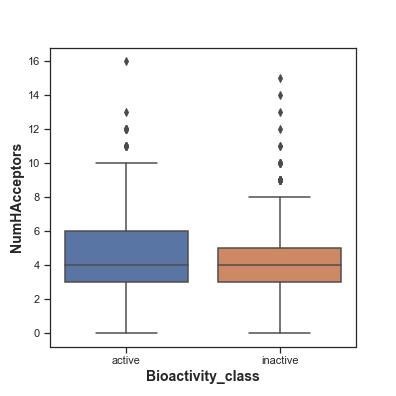 16
14
12
10
8
6
4
2
0
NumHAcceptors
active
inactive
Bioactivity_class